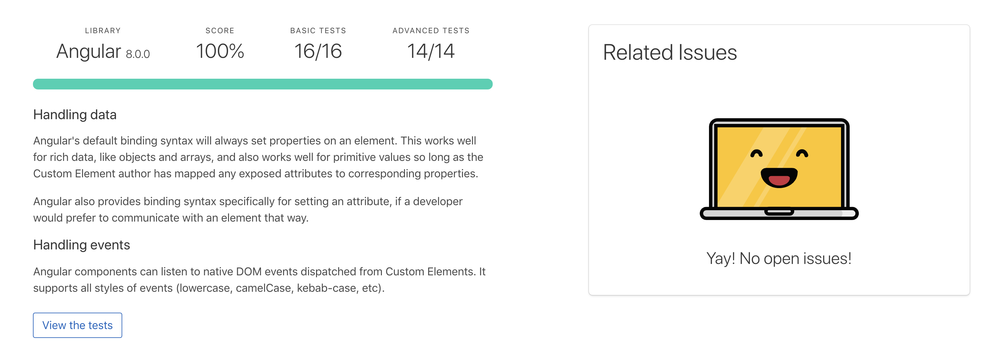 LIBRARY
Angular 8.0.0
SCORE
100%
BASIC TESTS
16/16
ADVANCED TESTS
14/14
Handling data
Angular's default binding syntax will always set properties on an element. This works well
for rich data, like objects and arrays, and also works well for primitive values so long as the
Custom Element author has mapped any exposed attributes to corresponding properties.
Angular also provides binding syntax specifically for setting an attribute, if a developer
would prefer to communicate with an element that way.
Handling events
Angular components can listen to native DOM events dispatched from Custom Elements. It
supports all styles of events (lowercase, camelCase, kebab-case, etc).
View the tests
Related Issues
Yay! No open issues!